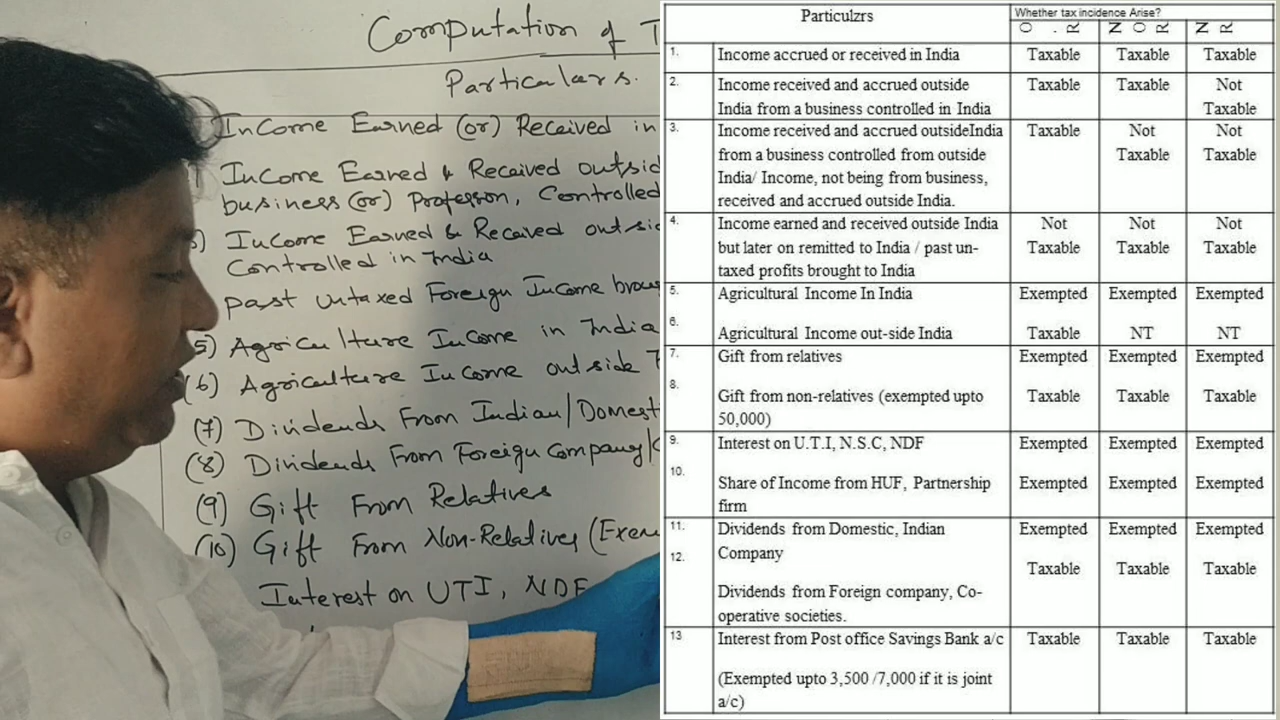 Computation of T
Particulars.
Income Earned (or) Received in
Income Earned & Received outsid
business (or) Profession, Controlled
3) Income Earned & Received outsid
Controlled in India
past untaxed Foreign Income brou
5) Agriculture Income in India
(6) Agriculture Income outside
(7) Dividends From Indian/Domest
(8) Dividends From Foreign Company/
(9) Gift From Relatives
(10) Gift From Non-Relatives (Exem
Interest on UTI, NDF
Particulzrs
Whether tax incidence Arise?
O . R
N O R
N R
1. Income accrued or received in India Taxable Taxable Taxable
2. Income received and accrued outside Taxable Taxable Not
India from a business controlled in India Taxable
3. Income received and accrued outsideIndia Taxable Not Not
from a business controlled from outside Taxable Taxable
India/ Income, not being from business,
received and accrued outside India.
4. Income earned and received outside India Not Not Not
but later on remitted to India / past un- Taxable Taxable Taxable
taxed profits brought to India
5. Agricultural Income In India Exempted Exempted Exempted
6. Agricultural Income out-side India Taxable NT NT
7. Gift from relatives Exempted Exempted Exempted
8. Gift from non-relatives (exempted upto Taxable Taxable Taxable
50,000)
9. Interest on U.T.I, N.S.C, NDF Exempted Exempted Exempted
10. Share of Income from HUF, Partnership Exempted Exempted Exempted
firm
11. Dividends from Domestic, Indian Exempted Exempted Exempted
Company
12. Taxable Taxable Taxable
Dividends from Foreign company, Co-
operative societies.
13 Interest from Post office Savings Bank a/c Taxable Taxable Taxable
(Exempted upto 3,500 /7,000 if it is joint
a/c)